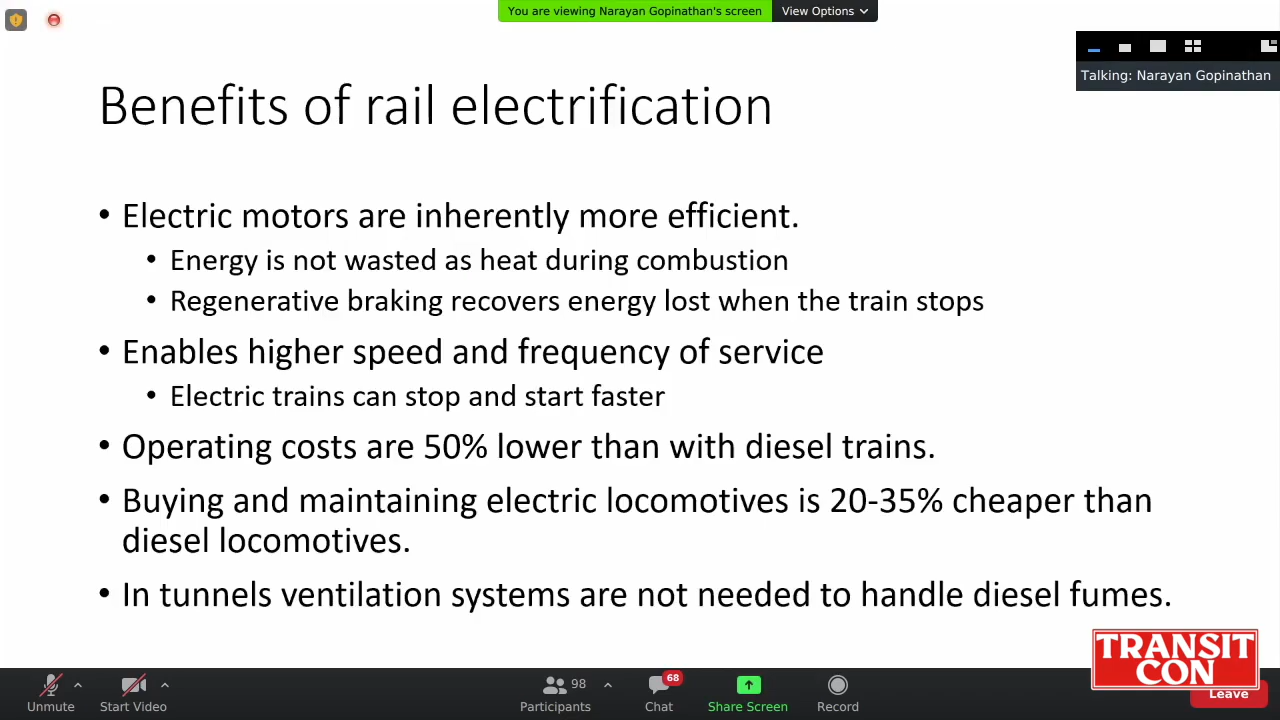 You are viewing Narayan Gopinathan's screen View Options
Talking: Narayan Gopinathan
Benefits of rail electrification
• Electric motors are inherently more efficient.
• Energy is not wasted as heat during combustion
• Regenerative braking recovers energy lost when the train stops
• Enables higher speed and frequency of service
• Electric trains can stop and start faster
• Operating costs are 50% lower than with diesel trains.
• Buying and maintaining electric locomotives is 20-35% cheaper than
diesel locomotives.
• In tunnels ventilation systems are not needed to handle diesel fumes.
TRANSIT
CON
98
68
Unmute Start Video Participants Chat Share Screen Record Leave